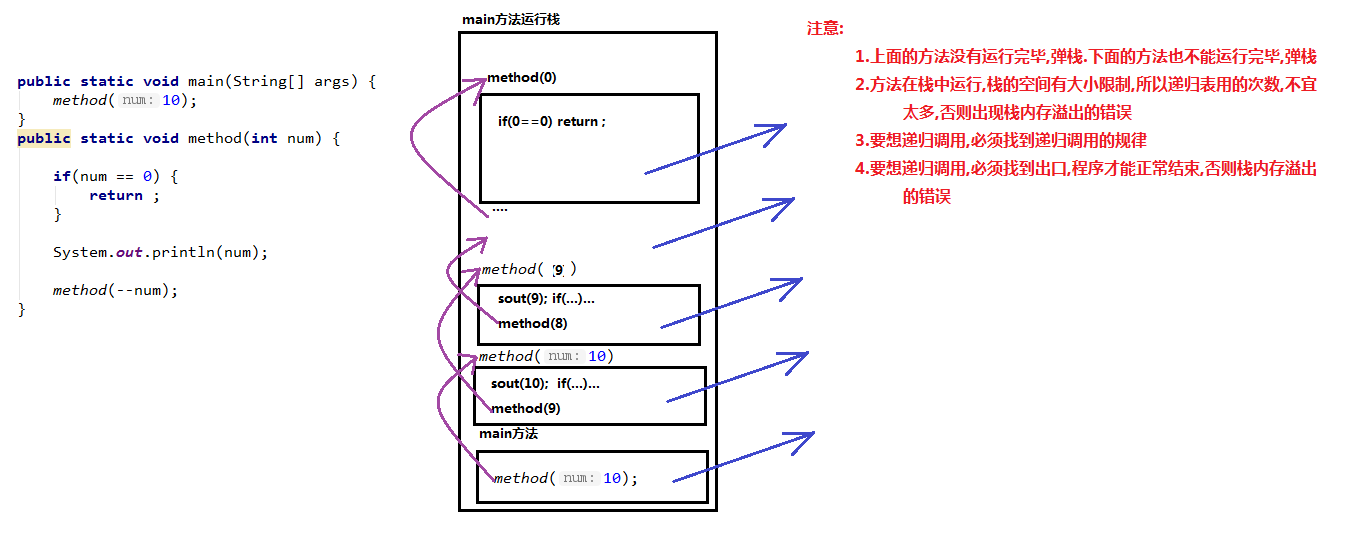 public static void main(String[] args) {
method( num: 10);
}
public static void method(int num) {
if(num == 0) {
return ;
}
System.out.println(num);
method(--num);
}
main方法运行栈
method(0)
if(0==0) return ;
....
method( (9) )
sout(9); if(...)...
method(8)
method( num: 10)
sout(10); if(...)...
method(9)
main方法
method( num: 10);
注意:
1.上面的方法没有运行完毕,弹栈.下面的方法也不能运行完毕,弹栈
2.方法在栈中运行,栈的空间有大小限制,所以递归表用的次数,不宜
太多,否则出现栈内存溢出的错误
3.要想递归调用,必须找到递归调用的规律
4.要想递归调用,必须找到出口,程序才能正常结束,否则栈内存溢出
的错误